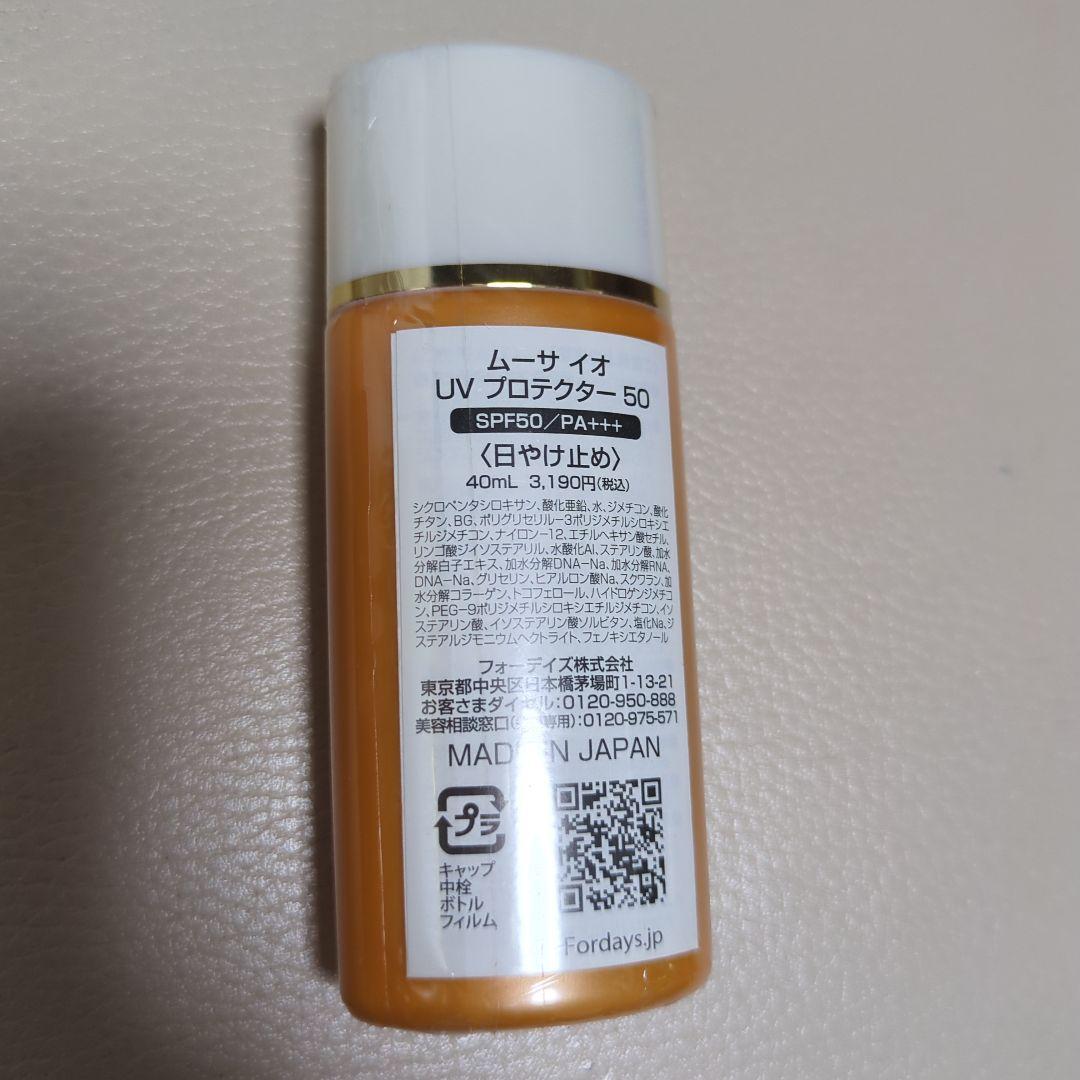 ムーサ イオ
UV プロテクター 50
SPF50/PA+++
〈日やけ止め〉
40mL 3,190円(税込)
シクロペンタシロキサン、酸化亜鉛、水、ジメチコン、酸化
チタン、BG、ポリグリセリル-3ポリジメチルシロキシエ
チルジメチコン、ナイロン-12、エチルヘキサン酸セチル、
リンゴ酸ジイソステアリル、水酸化Al、ステアリン酸、加水
分解白子エキス、加水分解DNA-Na、加水分解RNA、
DNA-Na、グリセリン、ヒアルロン酸Na、スクワラン、加
水分解コラーゲン、トコフェロール、ハイドロゲンジメチコ
ン、PEG-9ポリジメチルシロキシエチルジメチコン、イソ
ステアリン酸、イソステアリン酸ソルビタン、塩化Na、ジ
ステアルジモニウムヘクトライト、フェノキシエタノール
フォーデイズ株式会社
東京都中央区日本橋茅場町1-13-21
お客さまダイヤル:0120-950-888
美容相談窓口(専用):0120-975-571
MADE IN JAPAN
プラ
キャップ
中栓
ボトル
フィルム
Fordays.jp